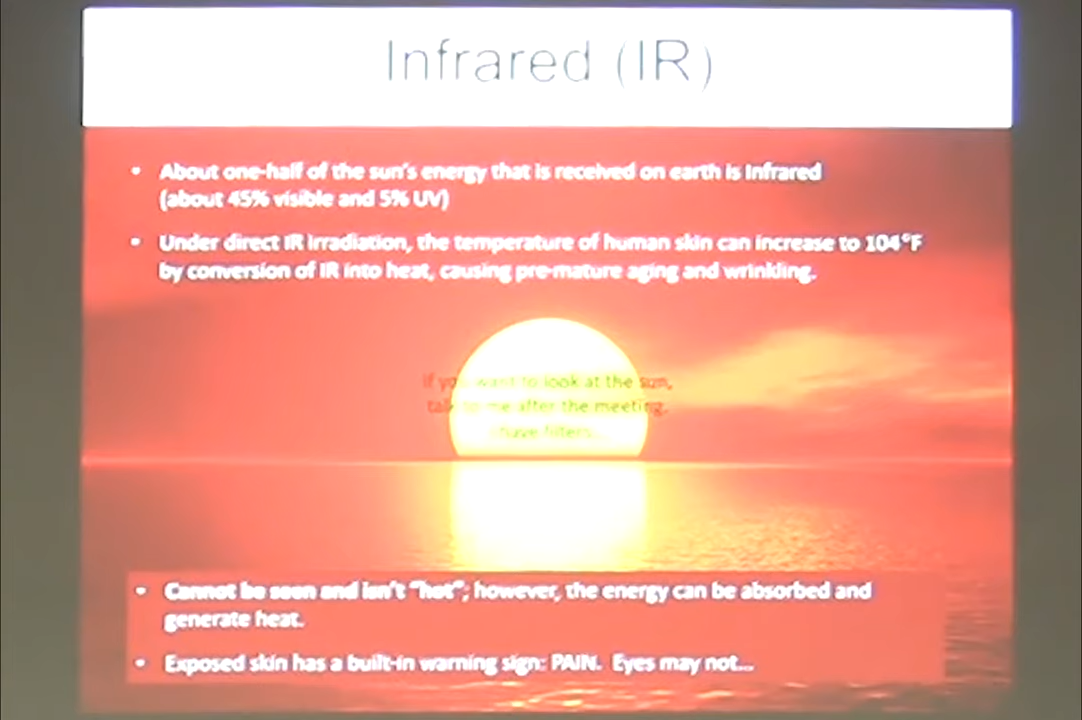 Infrared (IR)
• About one-half of the sun's energy that is received on earth is Infrared
(about 45% visible and 5% UV)
• Under direct IR irradiation, the temperature of human skin can increase to 104°F
by conversion of IR into heat, causing pre-mature aging and wrinkling.
If you want to look at the sun,
talk to me after the meeting.
I have filters...
• Cannot be seen and isn't "hot"; however, the energy can be absorbed and
generate heat.
• Exposed skin has a built-in warning sign: PAIN. Eyes may not...